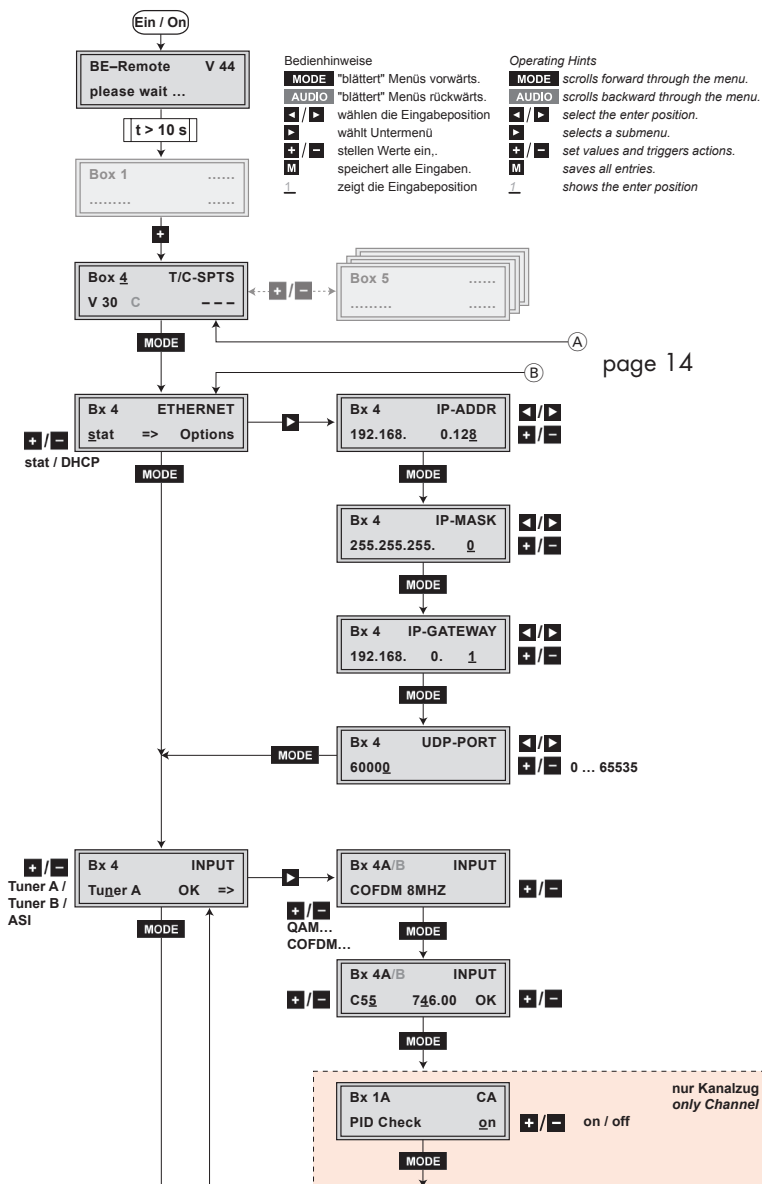 Ein / On
BE–Remote V 44
please wait ...
t > 10 s
Box 1 ......
......... ......
+
Bedienhinweise
MODE "blättert" Menüs vorwärts.
AUDIO "blättert" Menüs rückwärts.
◄ / ► wählen die Eingabeposition
► wählt Untermenü
+ / − stellen Werte ein,.
M speichert alle Eingaben.
1 zeigt die Eingabeposition
Operating Hints
MODE scrolls forward through the menu.
AUDIO scrolls backward through the menu.
◄ / ► select the enter position.
► selects a submenu.
+ / − set values and triggers actions.
M saves all entries.
1 shows the enter position
Box 4 T/C-SPTS
V 30 C – – –
+ / −
Box 5 ......
......... ......
MODE
A
page 14
B
Bx 4 ETHERNET
stat => Options
+ / −
stat / DHCP
MODE
►
Bx 4 IP-ADDR
192.168. 0.128
◄ / ►
+ / −
MODE
Bx 4 IP-MASK
255.255.255. 0
◄ / ►
+ / −
MODE
Bx 4 IP-GATEWAY
192.168. 0. 1
◄ / ►
+ / −
MODE
Bx 4 UDP-PORT
60000
◄ / ►
+ / − 0 ... 65535
MODE
Bx 4 INPUT
Tuner A OK =>
+ / −
Tuner A /
Tuner B /
ASI
MODE
►
Bx 4A/B INPUT
COFDM 8MHZ
+ / −
+ / −
QAM...
COFDM...
MODE
Bx 4A/B INPUT
C55 746.00 OK
+ / −
+ / −
MODE
nur Kanalzug
only Channel
Bx 1A CA
PID Check on
+ / − on / off
MODE